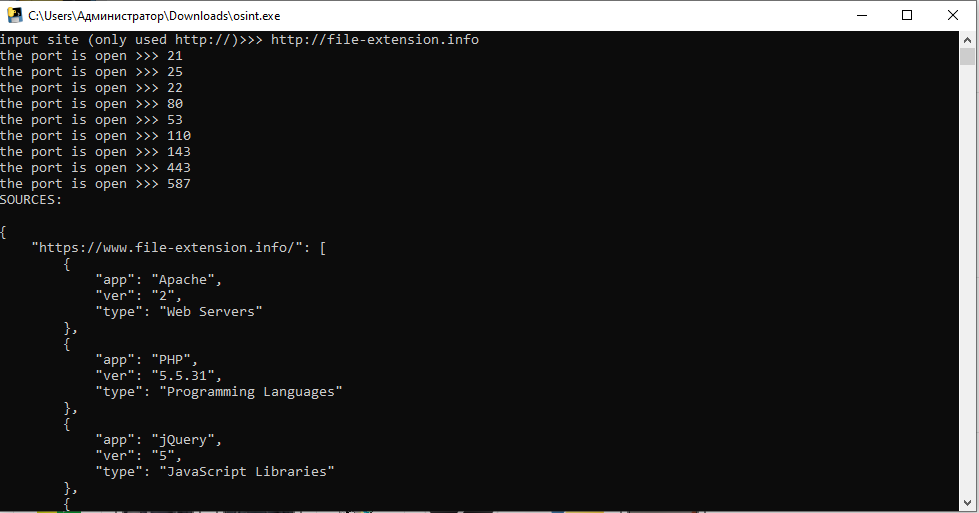 C:\Users\Администратор\Downloads\osint.exe
input site (only used http://)>>> http://file-extension.info
the port is open >>> 21
the port is open >>> 25
the port is open >>> 22
the port is open >>> 80
the port is open >>> 53
the port is open >>> 110
the port is open >>> 143
the port is open >>> 443
the port is open >>> 587
SOURCES:
{
    "https://www.file-extension.info/": [
        {
            "app": "Apache",
            "ver": "2",
            "type": "Web Servers"
        },
        {
            "app": "PHP",
            "ver": "5.5.31",
            "type": "Programming Languages"
        },
        {
            "app": "jQuery",
            "ver": "5",
            "type": "JavaScript Libraries"
        },
        {